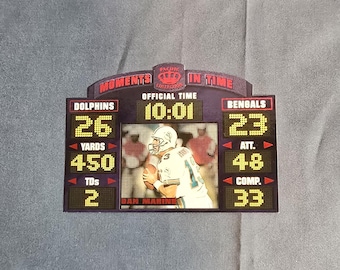 MOMENTS IN TIME
OFFICIAL TIME
DOLPHINS 10:01 BENGALS
26 23
YARDS ATT.
450 48
TDs COMP.
2 33
DAN MARINO